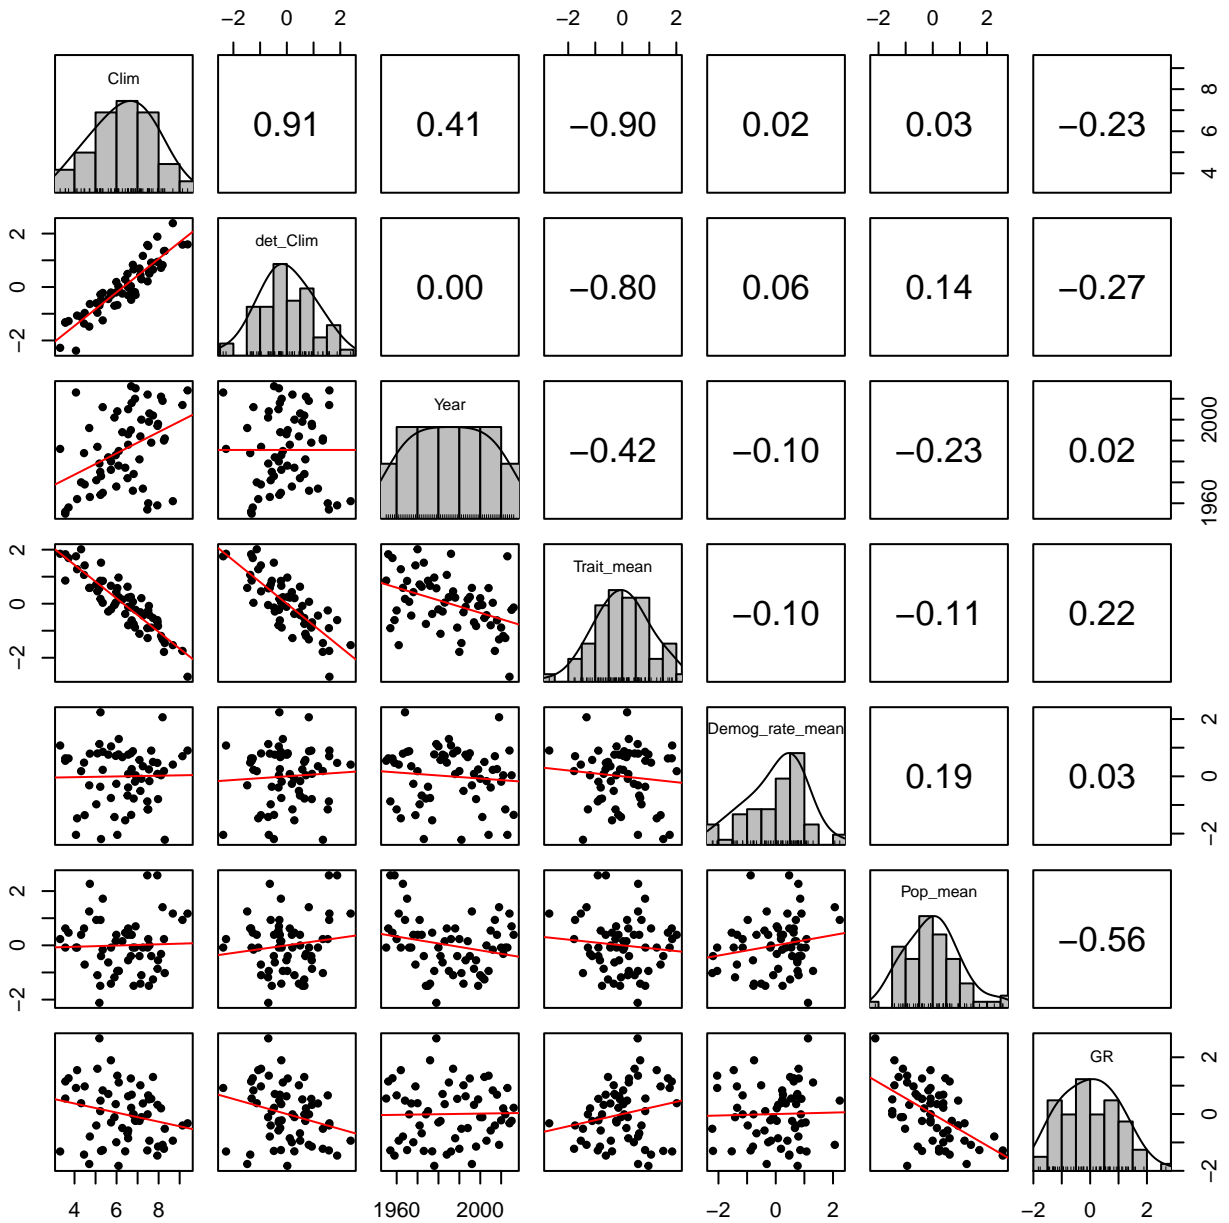 −2 0 2 −2 0 2
Clim
0.91 0.41 −0.90 0.02 0.03 −0.23
4 6 8
−2 0 2
det_Clim
0.00 −0.80 0.06 0.14 −0.27
Year
−0.42 −0.10 −0.23 0.02
1960 2000
−2 0 2
Trait_mean
−0.10 −0.11 0.22
Demog_rate_mean
0.19 0.03
−2 0 2
−2 0 2
Pop_mean
−0.56
GR
−2 0 2
4 6 8 1960 2000 −2 0 2 −2 0 2